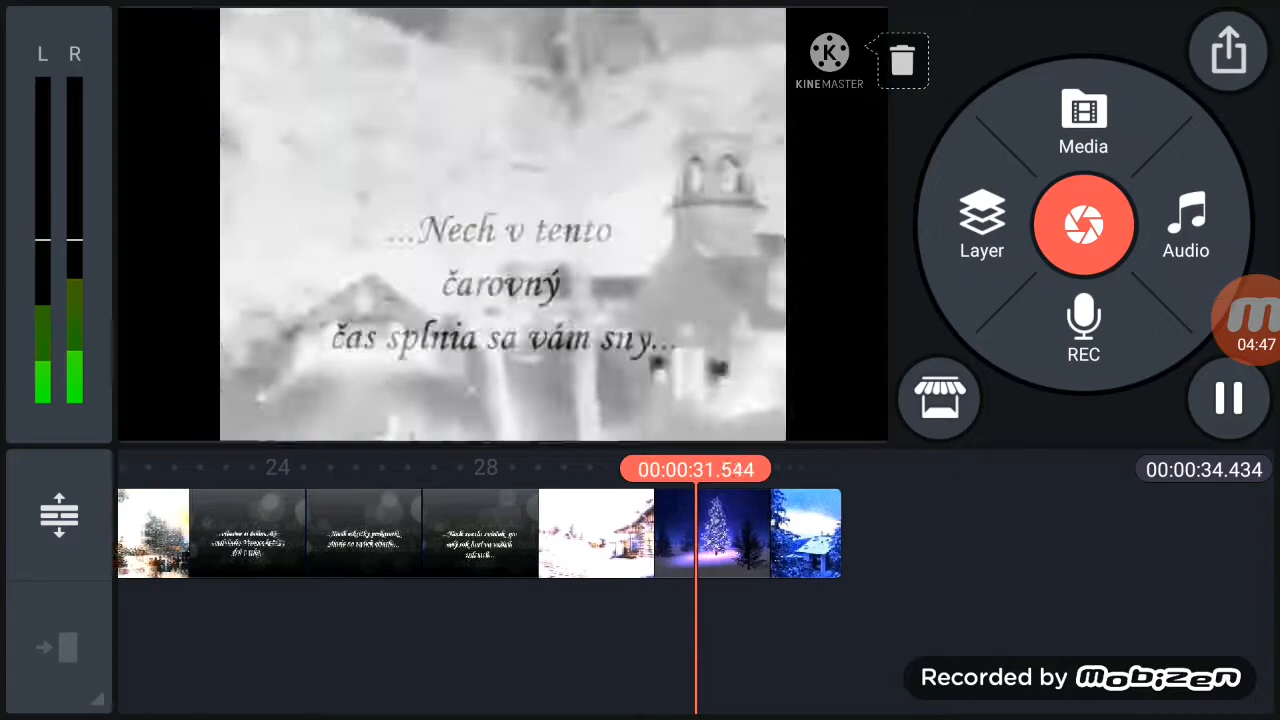 L R
KINEMASTER
Media
Layer
Audio
REC
04:47
...Nech v tento
čarovný
čas splnia sa vám sny...
24
28
00:00:31.544
00:00:34.434
Recorded by mobizen